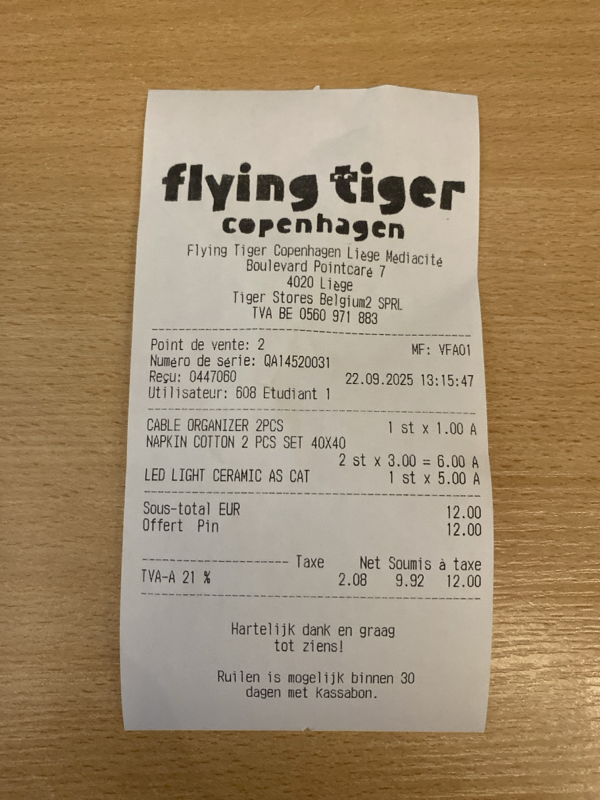 flying tiger
copenhagen
Flying Tiger Copenhagen Liège Médiacité
Boulevard Pointcaré 7
4020 Liège
Tiger Stores Belgium2 SPRL
TVA BE 0560 971 883
Point de vente: 2 MF: VFA01
Numéro de série: QA14520031
Reçu: 0447060 22.09.2025 13:15:47
Utilisateur: 608 Etudiant 1
CABLE ORGANIZER 2PCS 1 st x 1.00 A
NAPKIN COTTON 2 PCS SET 40X40
2 st x 3.00 = 6.00 A
LED LIGHT CERAMIC AS CAT 1 st x 5.00 A
Sous-total EUR 12.00
Offert Pin 12.00
Taxe Net Soumis à taxe
TVA-A 21 % 2.08 9.92 12.00
Hartelijk dank en graag
tot ziens!
Ruilen is mogelijk binnen 30
dagen met kassabon.